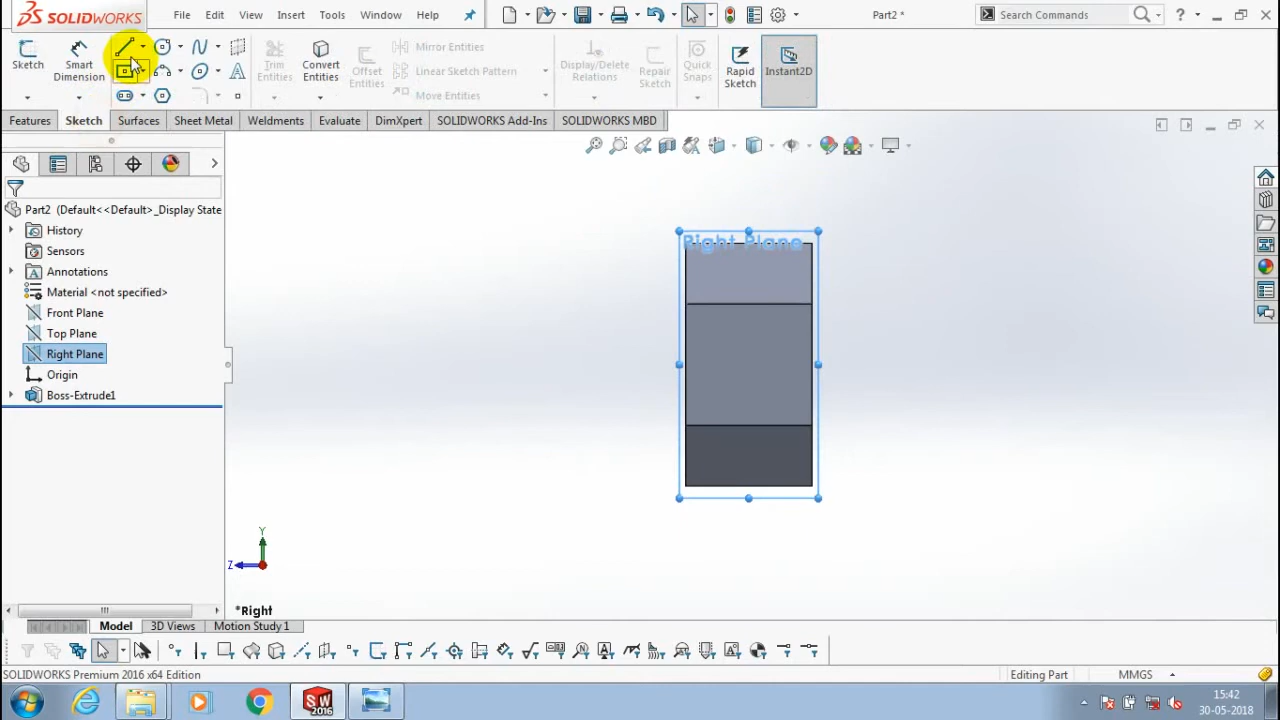 SOLIDWORKS
File Edit View Insert Tools Window Help
Part2 *
Search Commands
?
Sketch
Smart Dimension
Trim Entities
Convert Entities
Offset Entities
Mirror Entities
Linear Sketch Pattern
Move Entities
Display/Delete Relations
Repair Sketch
Quick Snaps
Rapid Sketch
Instant2D
Features Sketch Surfaces Sheet Metal Weldments Evaluate DimXpert SOLIDWORKS Add-Ins SOLIDWORKS MBD
Part2 (Default<<Default>_Display State
History
Sensors
Annotations
Material <not specified>
Front Plane
Top Plane
Right Plane
Origin
Boss-Extrude1
Right Plane
Y
Z
*Right
Model 3D Views Motion Study 1
SOLIDWORKS Premium 2016 x64 Edition
Editing Part
MMGS
SW 2016
15:42
30-05-2018